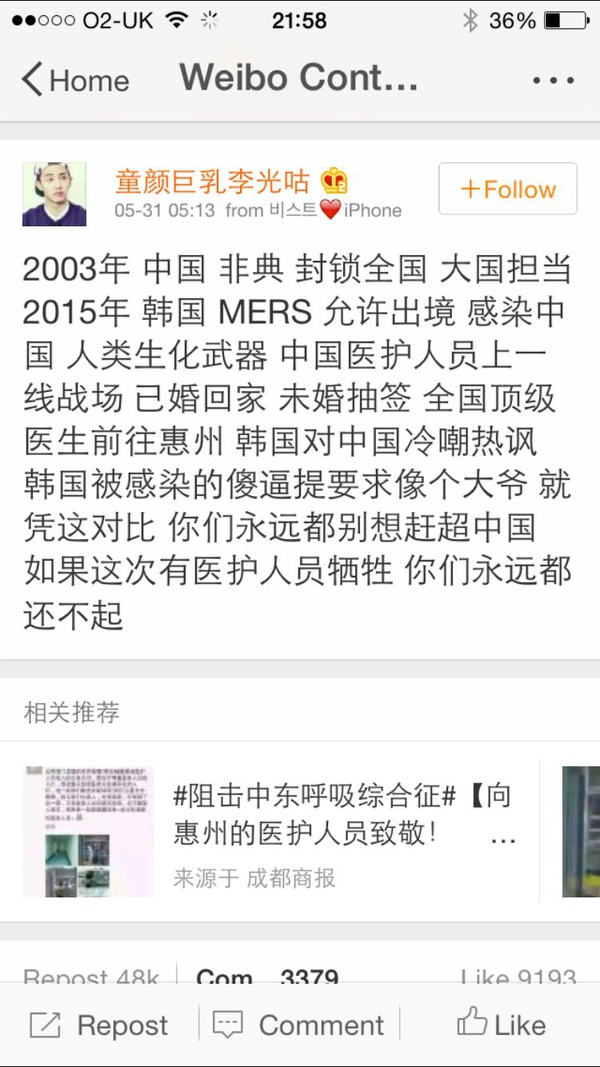 O2-UK 21:58 36%
Home Weibo Cont... ...
童颜巨乳李光咕
+Follow
05-31 05:13 from 비스트❤️iPhone
2003年 中国 非典 封锁全国 大国担当
2015年 韩国 MERS 允许出境 感染中
国 人类生化武器 中国医护人员上一
线战场 已婚回家 未婚抽签 全国顶级
医生前往惠州 韩国对中国冷嘲热讽
韩国被感染的傻逼提要求像个大爷 就
凭这对比 你们永远都别想赶超中国
如果这次有医护人员牺牲 你们永远都
还不起
相关推荐
#阻击中东呼吸综合征#【向
惠州的医护人员致敬! ...
来源于 成都商报
Repost 48k Com... 3379 Like 9193
Repost Comment Like